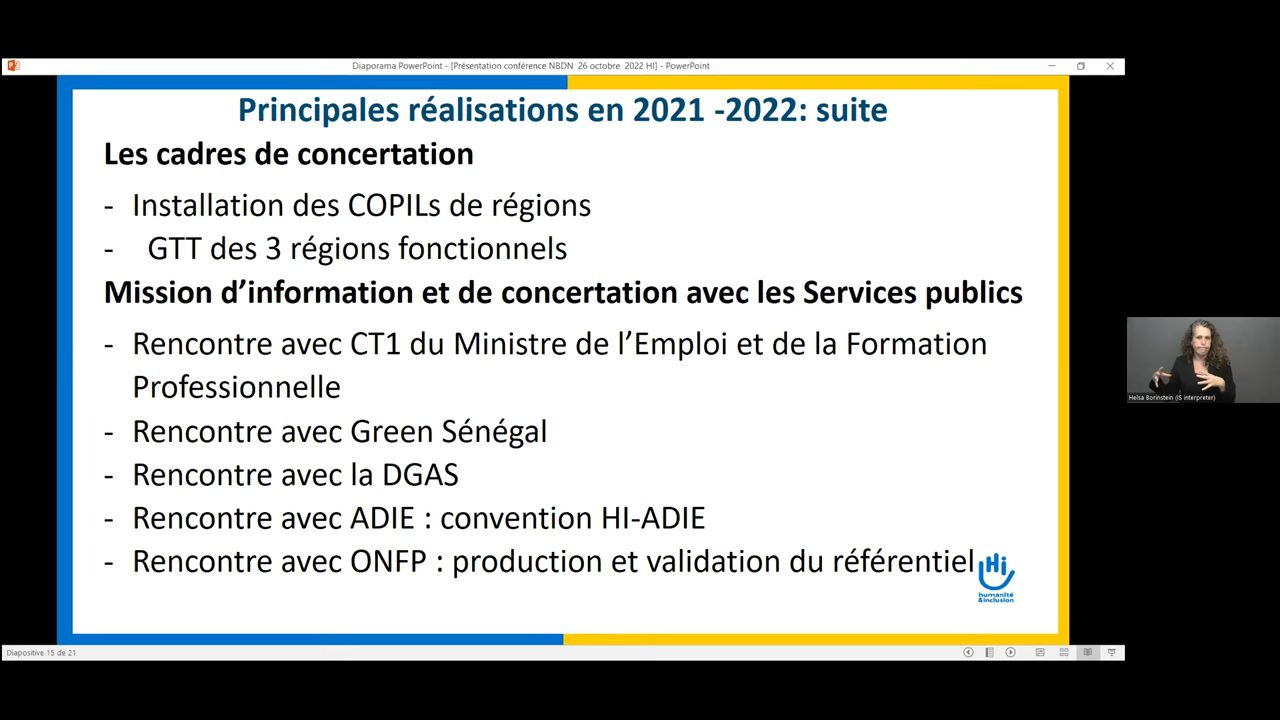 Diaporama PowerPoint - [Présentation conférence NBDN 26 octobre 2022 HI] - PowerPoint
Principales réalisations en 2021 -2022: suite
Les cadres de concertation
- Installation des COPILs de régions
- GTT des 3 régions fonctionnels
Mission d’information et de concertation avec les Services publics
- Rencontre avec CT1 du Ministre de l’Emploi et de la Formation
Professionnelle
- Rencontre avec Green Sénégal
- Rencontre avec la DGAS
- Rencontre avec ADIE : convention HI-ADIE
- Rencontre avec ONFP : production et validation du référentiel
Hi
humanité
&inclusion
Helsa Borinstein (IS interpreter)
Diapositive 15 de 21